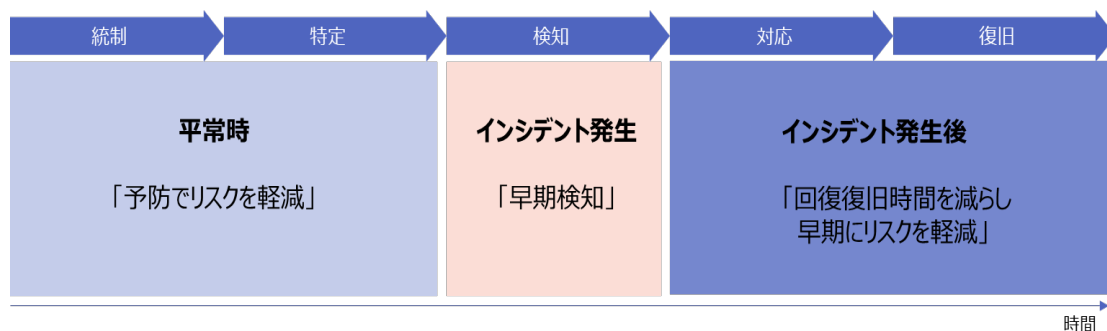 統制
特定
検知
対応
復旧
平常時
「予防でリスクを軽減」
インシデント発生
「早期検知」
インシデント発生後
「回復復旧時間を減らし
早期にリスクを軽減」
時間